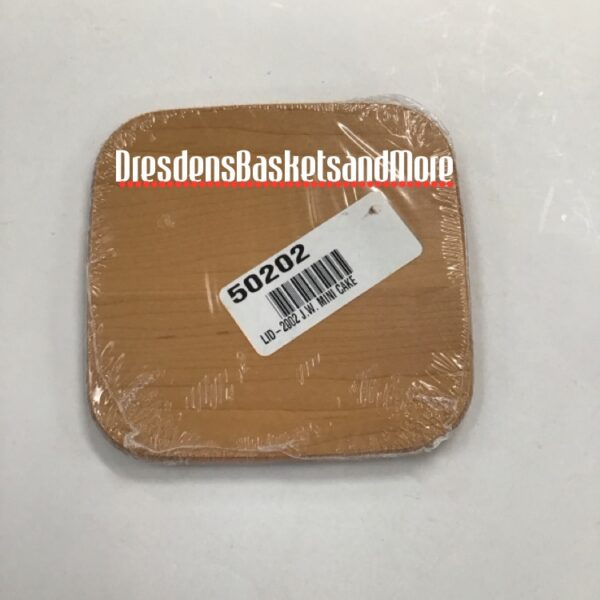 DresdensBasketsandMore
50202
LID-2002 J.W. MINI CAKE